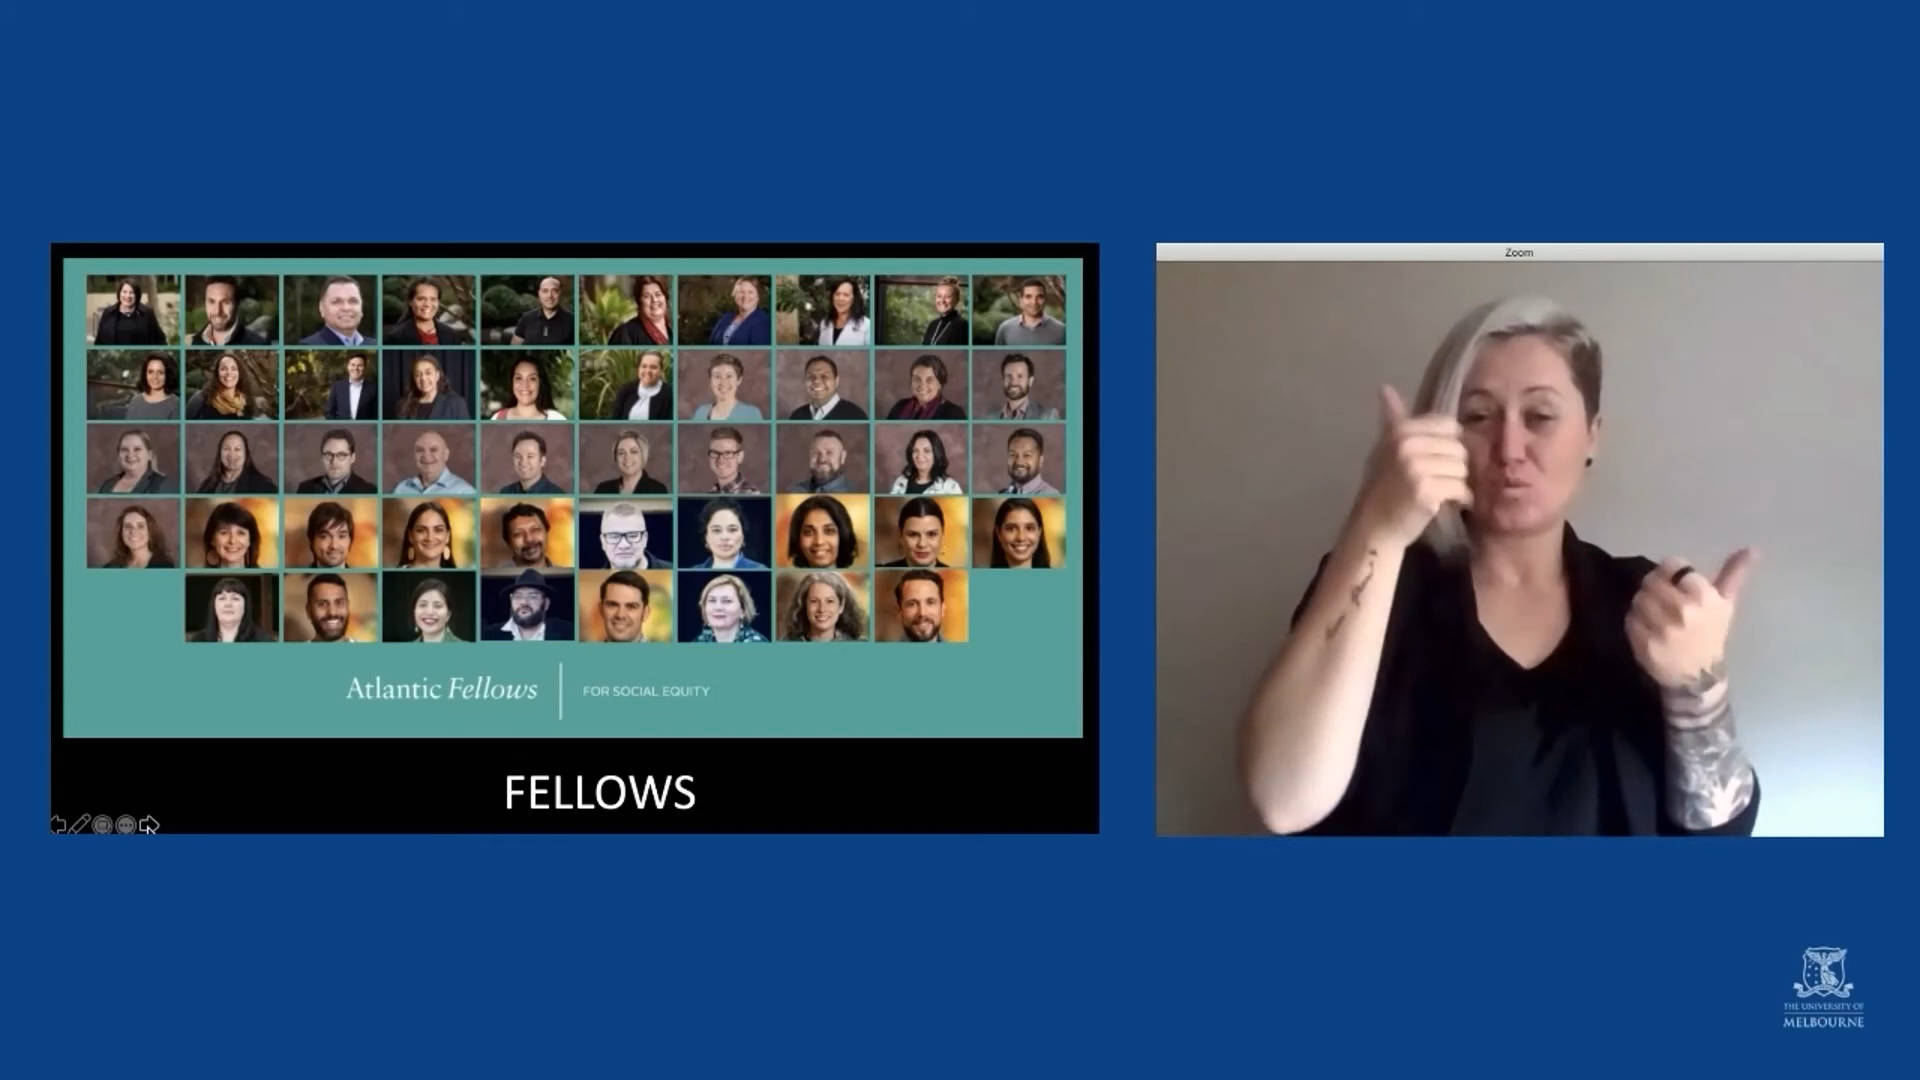 Zoom
Atlantic Fellows
FOR SOCIAL EQUITY
FELLOWS
THE UNIVERSITY OF
MELBOURNE